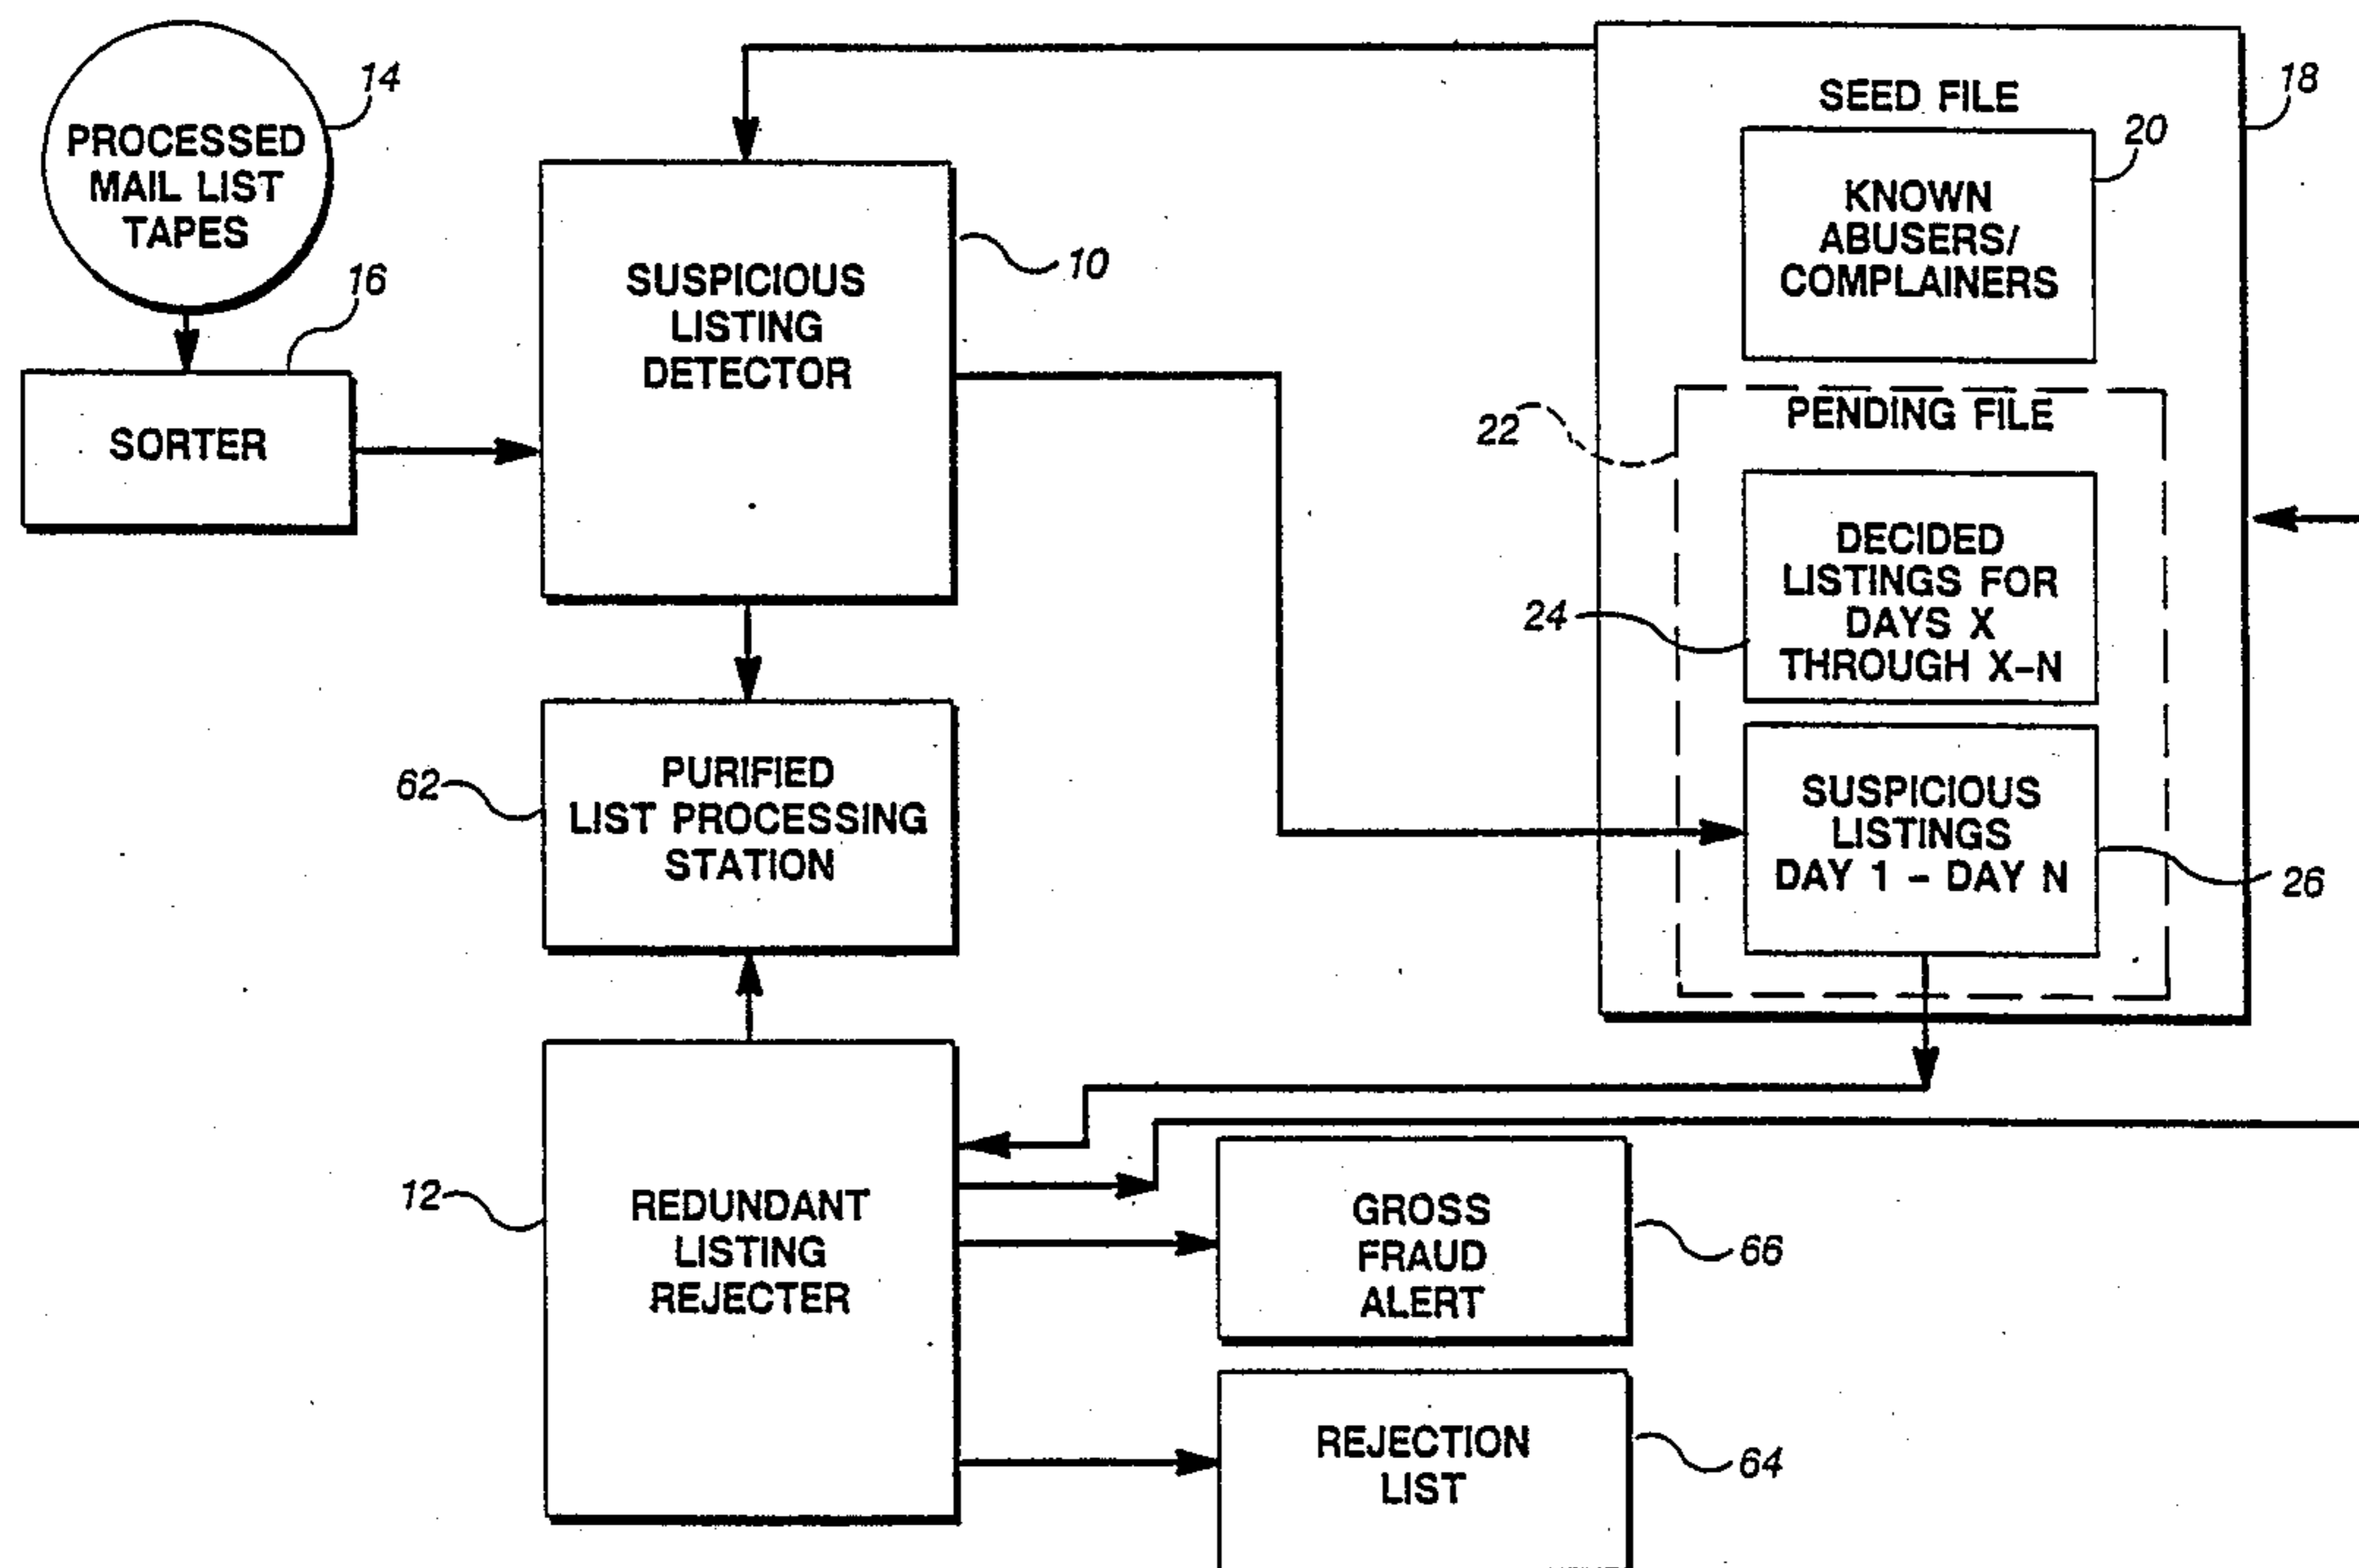 PROCESSED
MAIL LIST
TAPES
14
16
SORTER
SUSPICIOUS
LISTING
DETECTOR
10
SEED FILE
18
KNOWN
ABUSERS/
COMPLAINERS
20
PENDING FILE
22
DECIDED
LISTINGS FOR
DAYS X
THROUGH X-N
24
SUSPICIOUS
LISTINGS
DAY 1 - DAY N
26
PURIFIED
LIST PROCESSING
STATION
62
REDUNDANT
LISTING
REJECTER
12
GROSS
FRAUD
ALERT
66
REJECTION
LIST
64